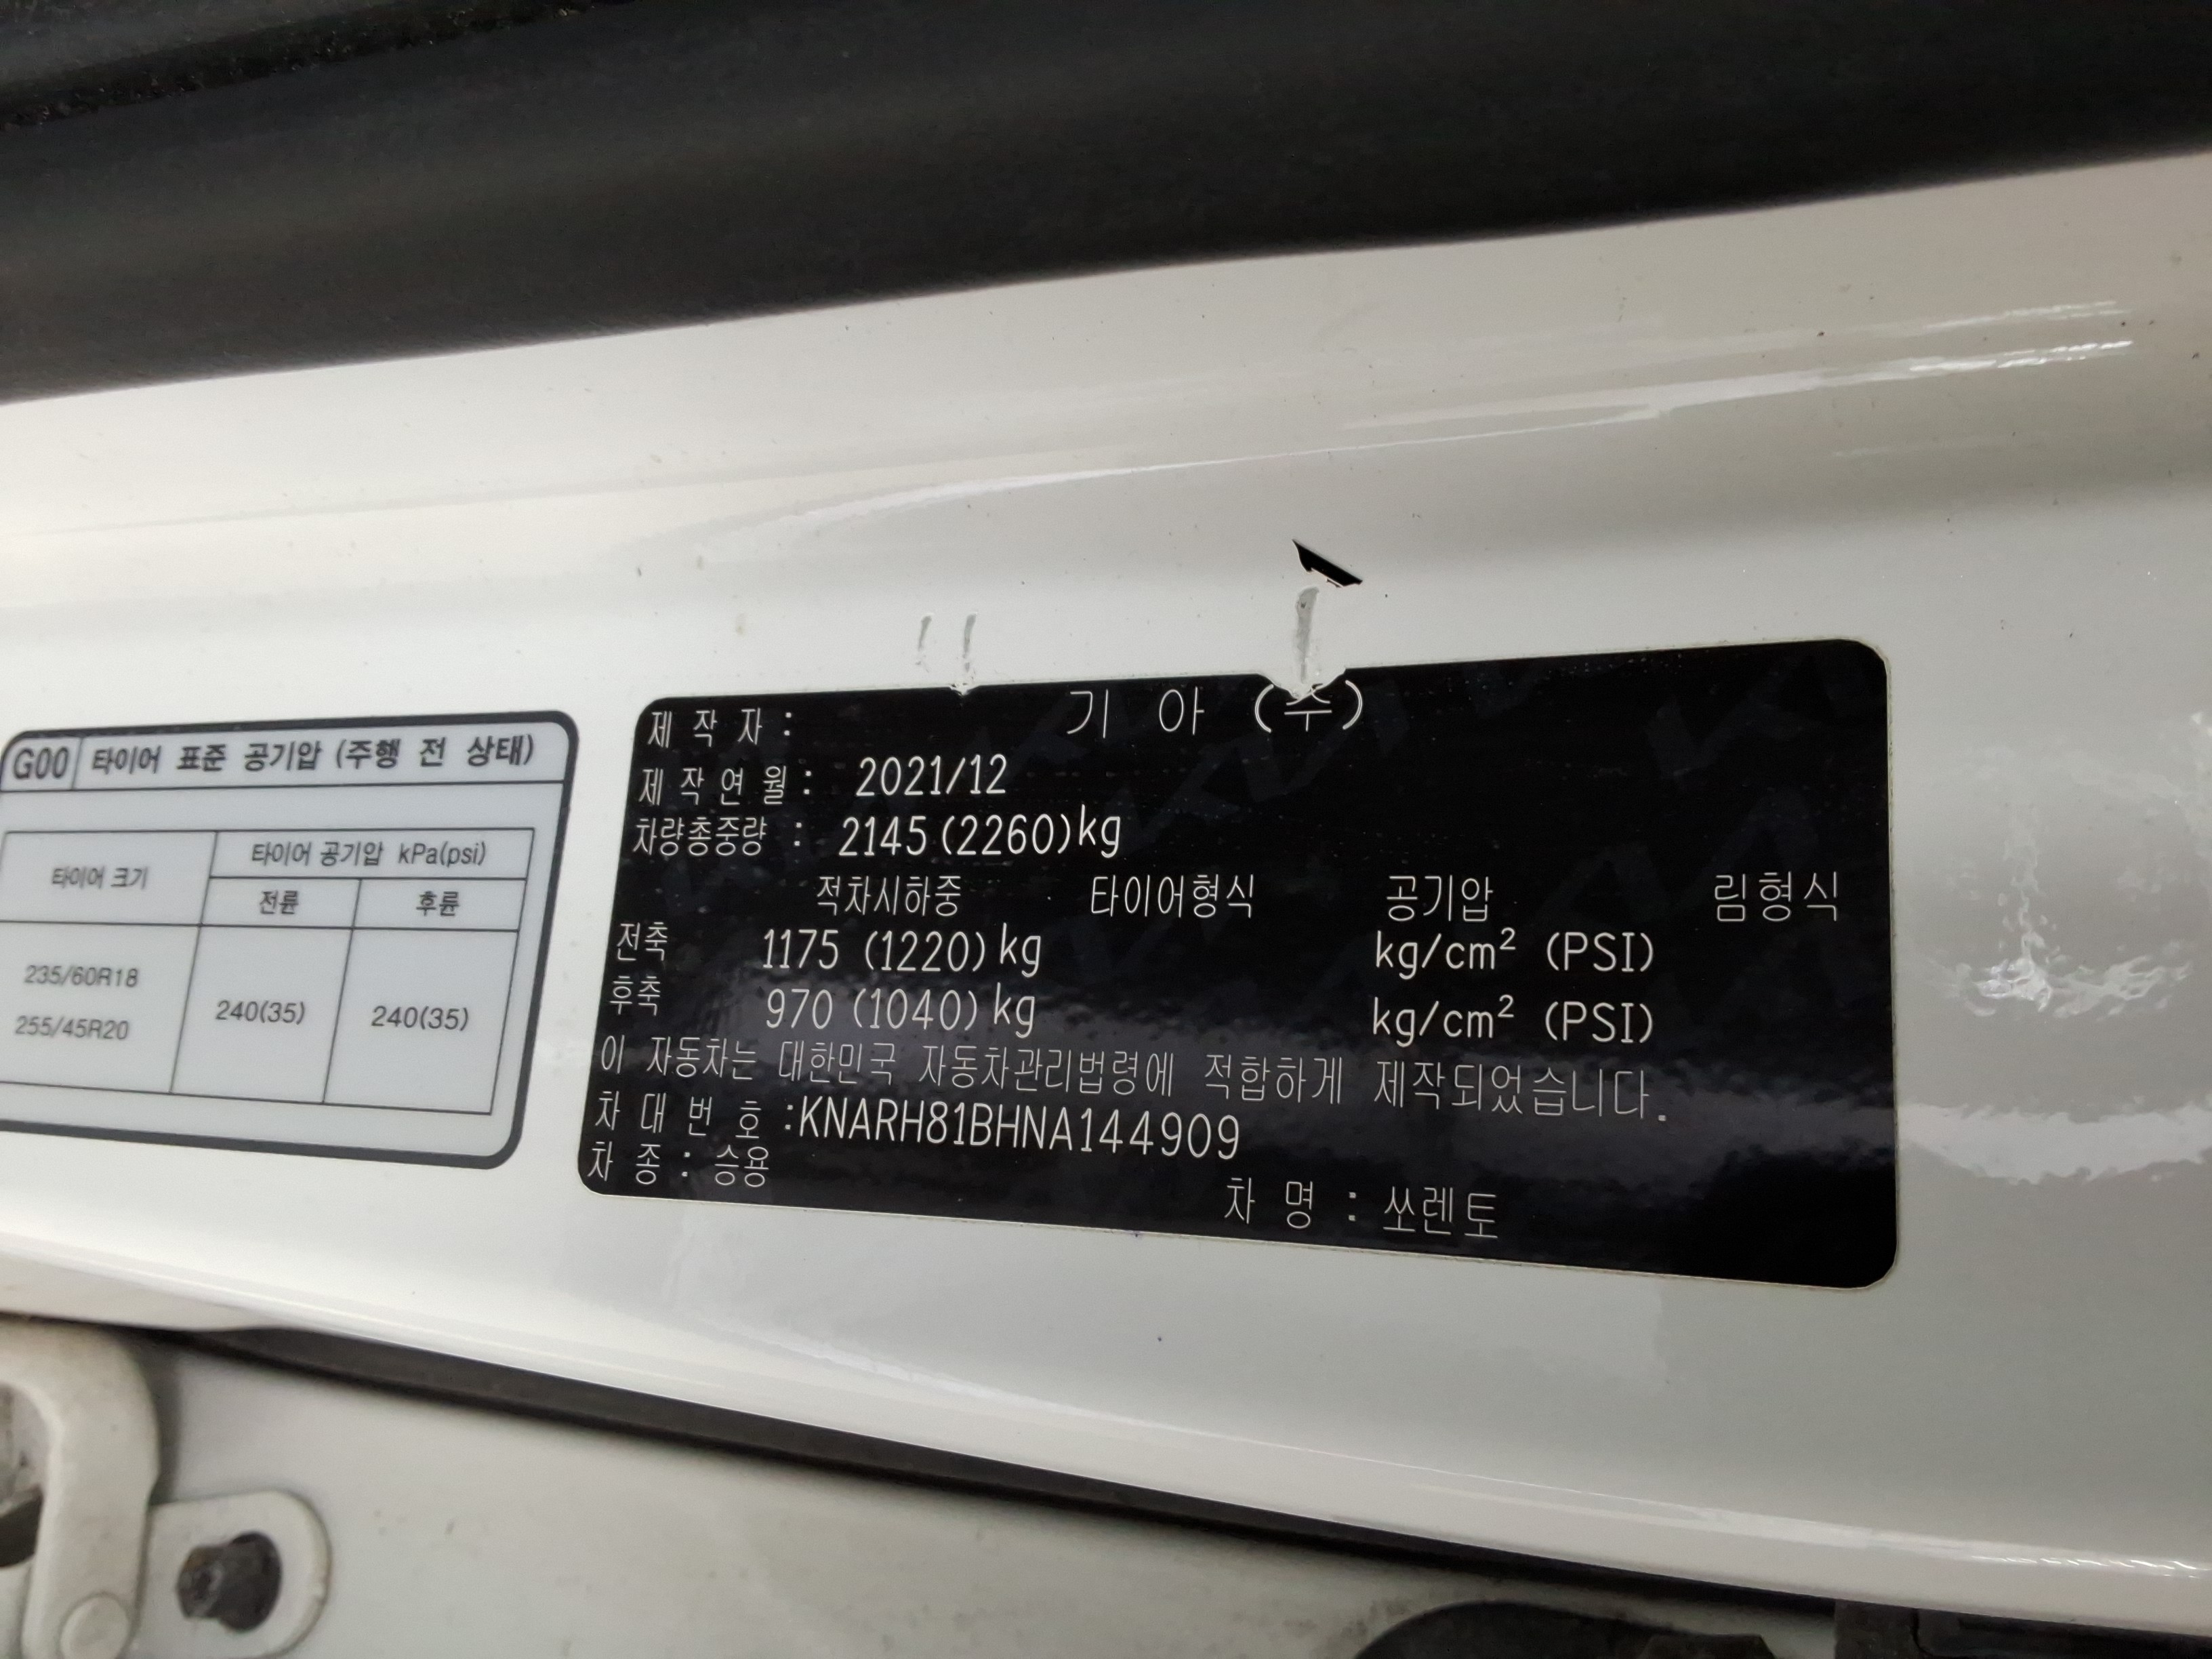 G00 타이어 표준 공기압 (주행 전 상태)
타이어 크기 타이어 공기압 kPa(psi)
전륜 후륜
235/60R18
255/45R20
240(35) 240(35)
제 작 자 : 기 아 (주)
제 작 연 월 : 2021/12
차량총중량 : 2145 (2260)kg
적차시하중 타이어형식 공기압 림형식
전축 1175 (1220)kg kg/cm² (PSI)
후축 970 (1040)kg kg/cm² (PSI)
이 자동차는 대한민국 자동차관리법령에 적합하게 제작되었습니다.
차 대 번 호 :KNARH81BHNA144909
차 종 : 승용 차 명 : 쏘렌토